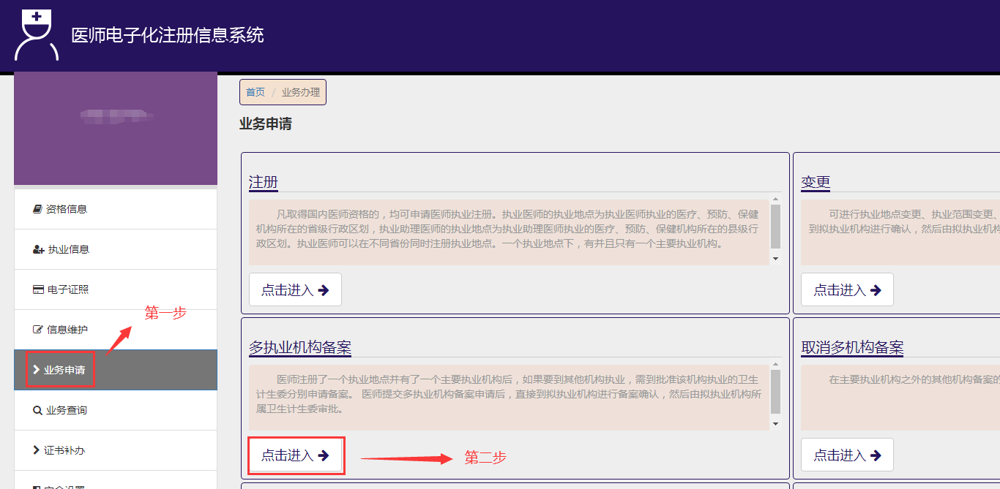 医师电子化注册信息系统
首页 / 业务办理
业务申请
资格信息
执业信息
电子证照
第一步
信息维护
业务申请
业务查询
证书补办
安全设置
注册
凡取得国内医师资格的，均可申请医师执业注册。执业医师的执业地点为执业医师执业的医疗、预防、保健
机构所在的省级行政区划，执业助理医师的执业地点为执业助理医师执业的医疗、预防、保健机构所在的县级行
政区划。执业医师可以在不同省份同时注册执业地点。一个执业地点下，有并且只有一个主要执业机构。
点击进入
变更
可进行执业地点变更、执业范围变更、
到拟执业机构进行确认，然后由拟执业机构
点击进入
多执业机构备案
医师注册了一个执业地点并有了一个主要执业机构后，如果要到其他机构执业，需到批准该机构执业的卫生
计生委分别申请备案。 医师提交多执业机构备案申请后，直接到拟执业机构进行备案确认，然后由拟执业机构所
属卫生计生委审批。
点击进入
第二步
取消多机构备案
在主要执业机构之外的其他机构备案的
点击进入